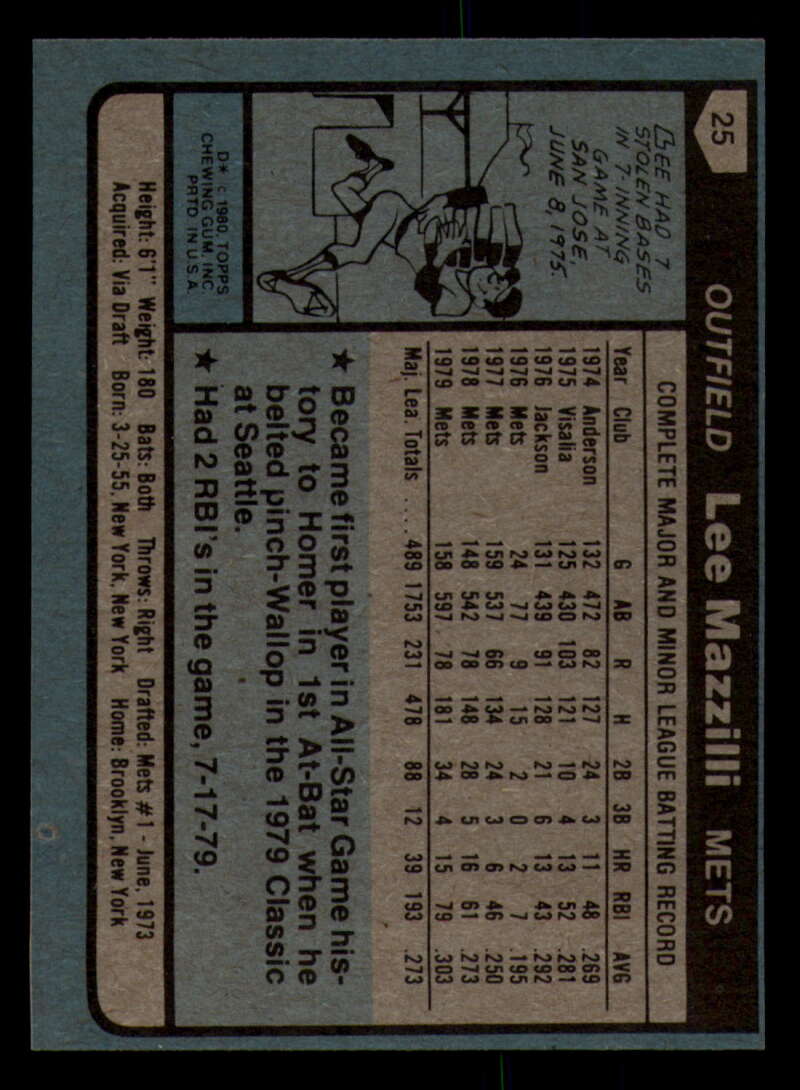 25 OUTFIELD Lee Mazzilli METS
LEE HAD 7
STOLEN BASES
IN 7-INNING
GAME AT
SAN JOSE,
JUNE 8, 1975.
D* © 1980, TOPPS
CHEWING GUM, INC.
PRTD. IN U.S.A.
COMPLETE MAJOR AND MINOR LEAGUE BATTING RECORD
Year Club G AB R H 2B 3B HR RBI AVG
1974 Anderson 132 472 82 127 24 3 11 48 .269
1975 Visalia 125 430 103 121 10 4 13 52 .281
1976 Jackson 131 439 91 128 21 6 13 43 .292
1976 Mets 24 77 9 15 2 0 2 7 .195
1977 Mets 159 537 66 134 24 3 6 46 .250
1978 Mets 148 542 78 148 28 5 16 61 .273
1979 Mets 158 597 78 181 34 4 15 79 .303
Maj. Lea. Totals .... 489 1753 231 478 88 12 39 193 .273
★ Became first player in All-Star Game his-
tory to Homer in 1st At-Bat when he
belted pinch-Wallop in the 1979 Classic
at Seattle.
★ Had 2 RBI's in the game, 7-17-79.
Height: 6'1" Weight: 180 Bats: Both Throws: Right Drafted: Mets #1 - June, 1973
Acquired: Via Draft Born: 3-25-55, New York, New York Home: Brooklyn, New York